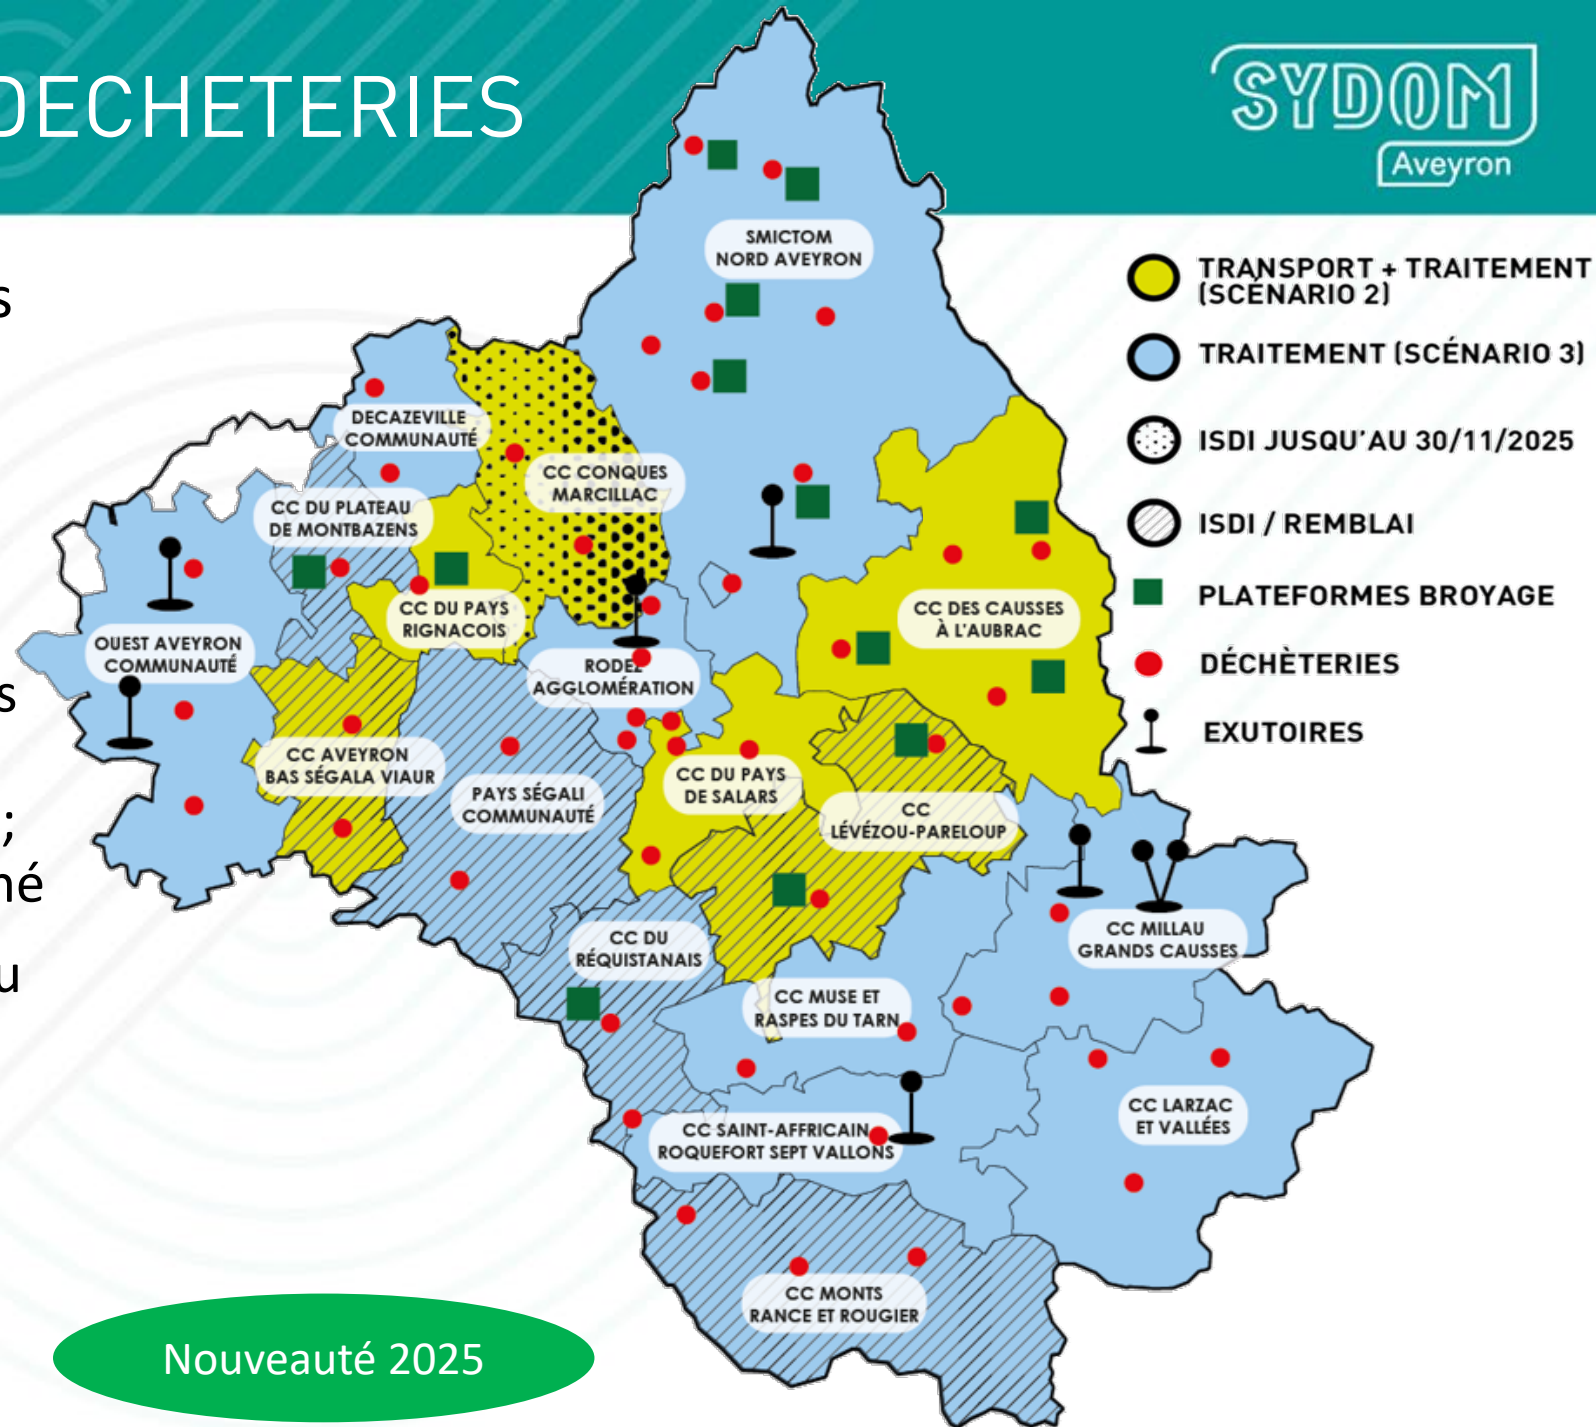 DECHETERIES
SYDOM
Aveyron
s
s
;
né
u
TRANSPORT + TRAITEMENT
(SCÉNARIO 2)
TRAITEMENT (SCÉNARIO 3)
ISDI JUSQU'AU 30/11/2025
ISDI / REMBLAI
PLATEFORMES BROYAGE
DÉCHÈTERIES
EXUTOIRES
SMICTOM
NORD AVEYRON
DECAZEVILLE
COMMUNAUTÉ
CC CONQUES
MARCILLAC
CC DU PLATEAU
DE MONTBAZENS
CC DU PAYS
RIGNACOIS
CC DES CAUSSES
À L'AUBRAC
OUEST AVEYRON
COMMUNAUTÉ
RODEZ
AGGLOMÉRATION
CC AVEYRON
BAS SÉGALA VIAUR
PAYS SÉGALI
COMMUNAUTÉ
CC DU PAYS
DE SALARS
CC
LÉVÉZOU-PARELOUP
CC DU
RÉQUISTANAIS
CC MILLAU
GRANDS CAUSSES
CC MUSE ET
RASPES DU TARN
CC LARZAC
ET VALLÉES
CC SAINT-AFFRICAIN
ROQUEFORT SEPT VALLONS
CC MONTS
RANCE ET ROUGIER
Nouveauté 2025